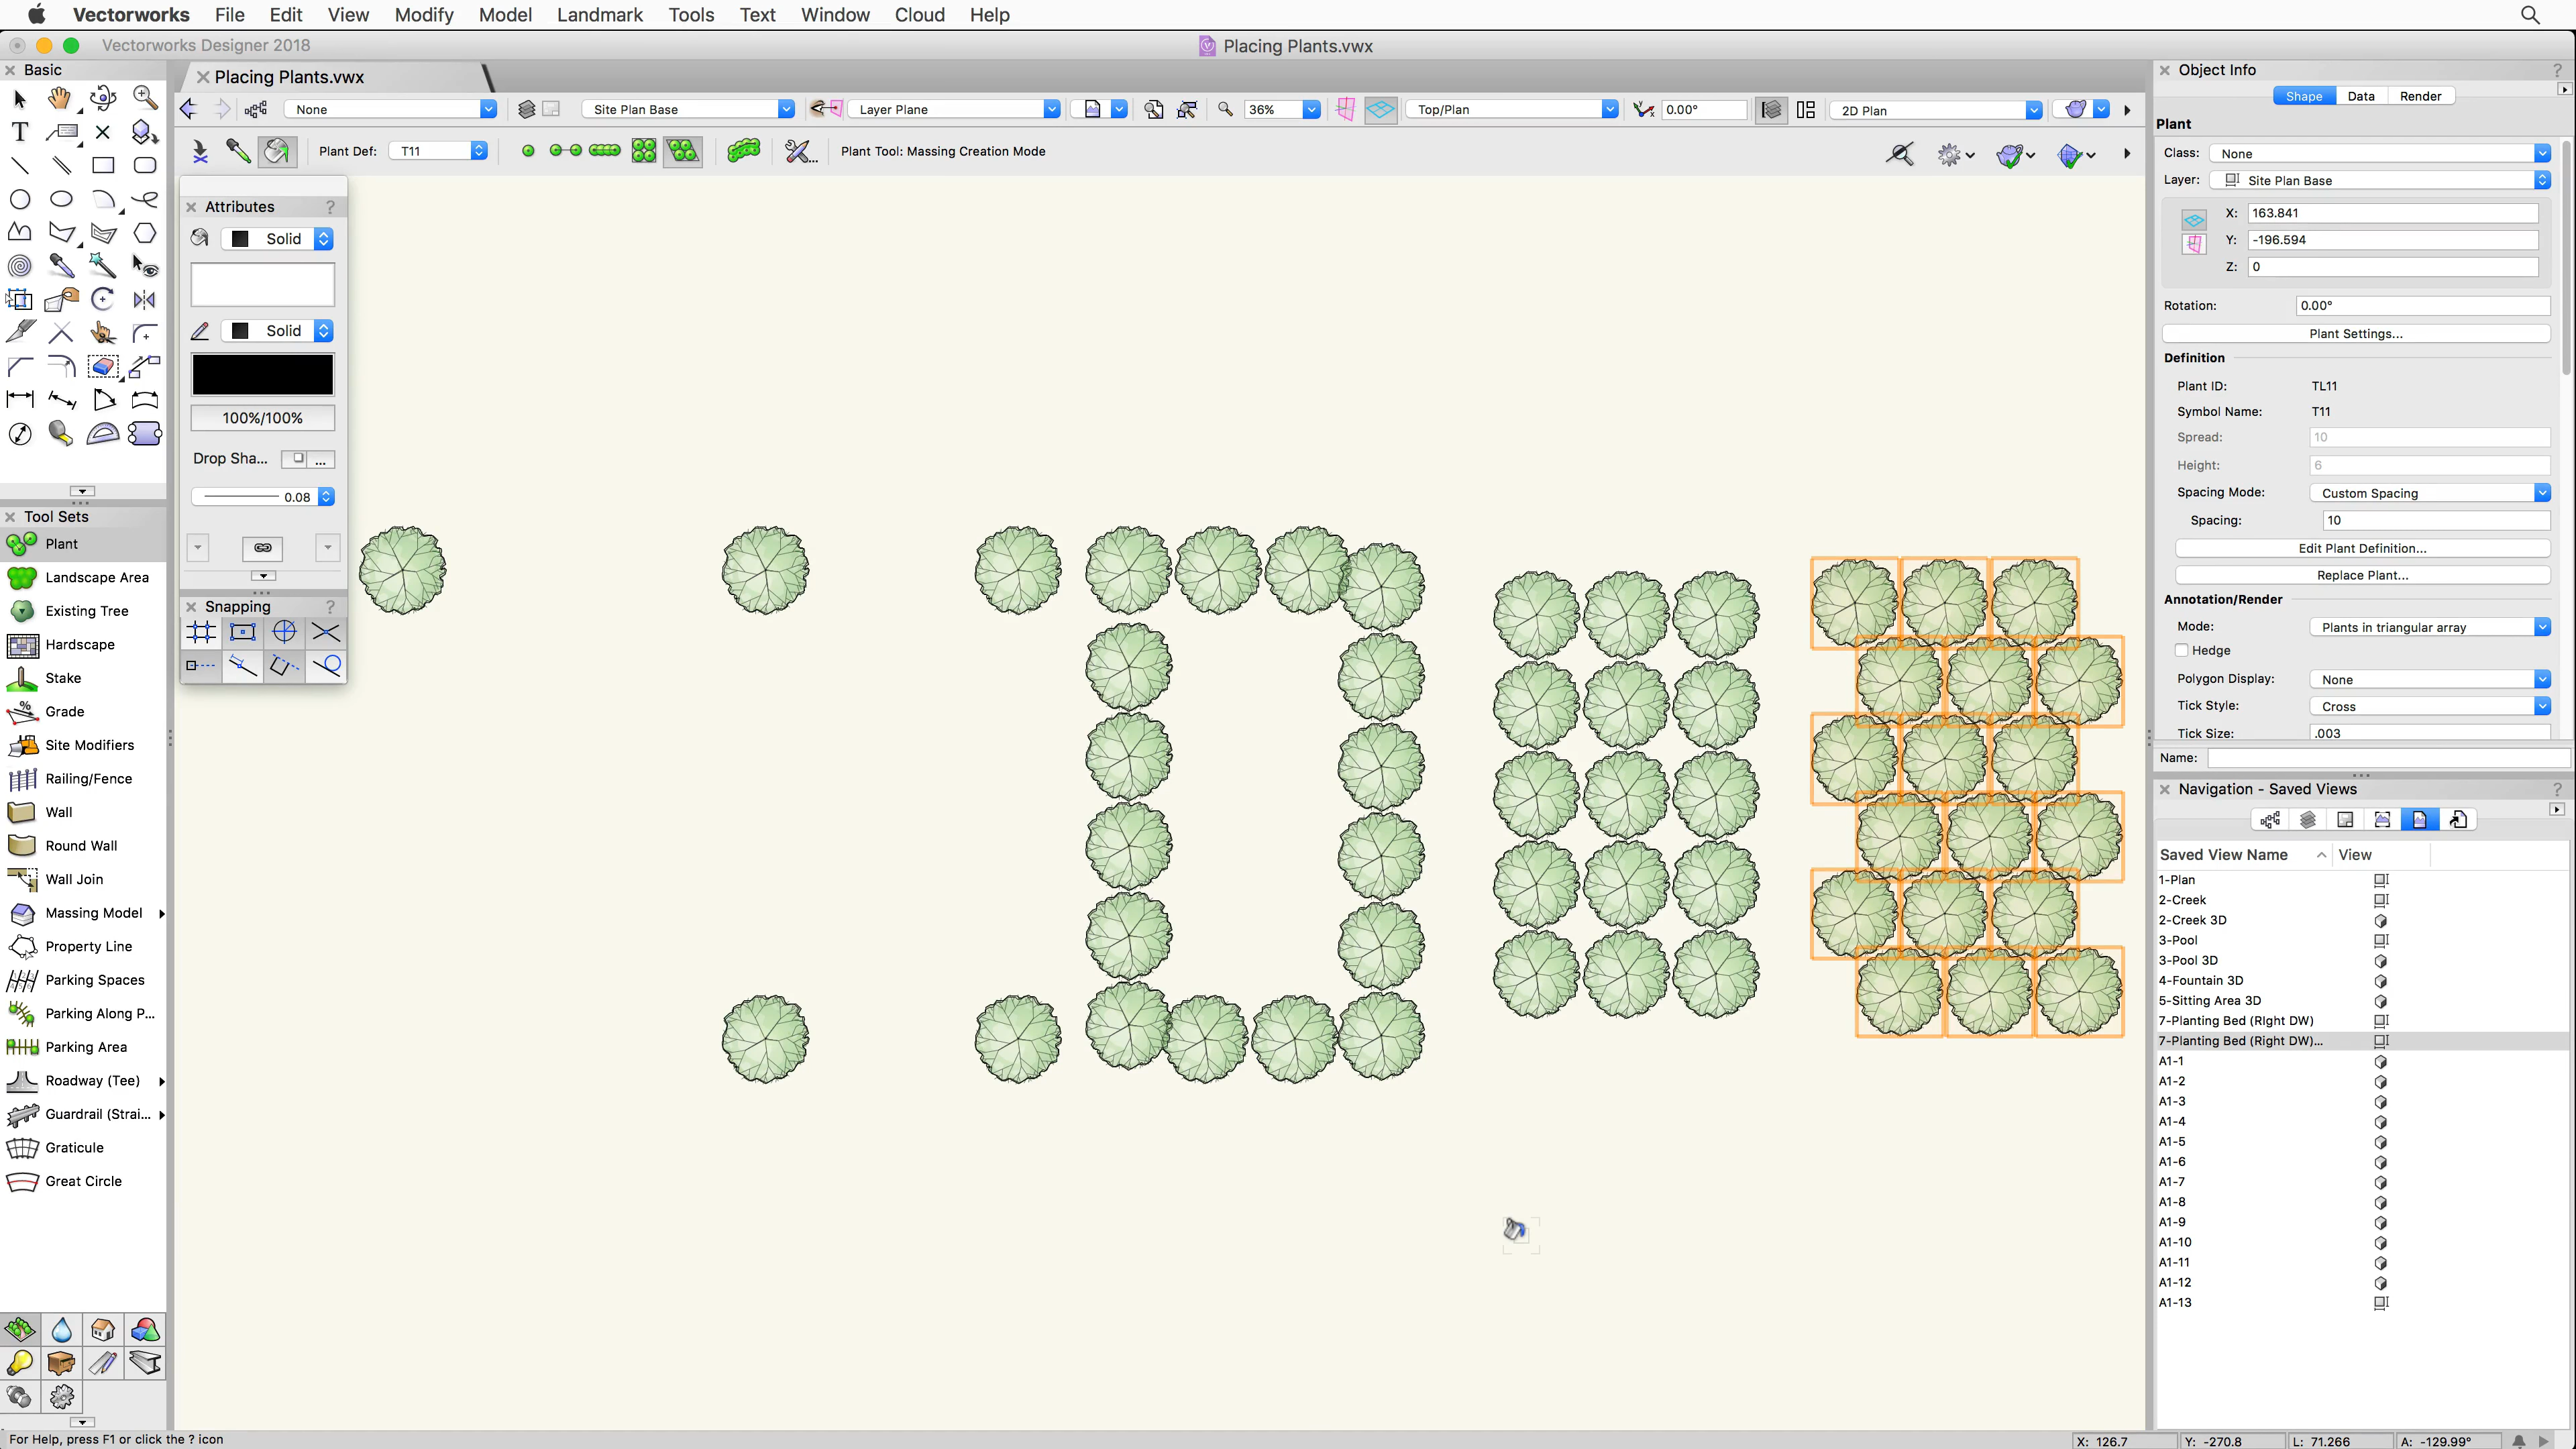 Vectorworks File Edit View Modify Model Landmark Tools Text Window Cloud Help
Vectorworks Designer 2018
Placing Plants.vwx
Basic
Placing Plants.vwx
None
Site Plan Base
Layer Plane
36%
Top/Plan
0.00°
2D Plan
Plant Def:
T11
Plant Tool: Massing Creation Mode
Attributes
?
Solid
Solid
100%/100%
Drop Sha...
...
0.08
Snapping
?
Tool Sets
Plant
Landscape Area
Existing Tree
Hardscape
Stake
Grade
Site Modifiers
Railing/Fence
Wall
Round Wall
Wall Join
Massing Model
Property Line
Parking Spaces
Parking Along P...
Parking Area
Roadway (Tee)
Guardrail (Strai...
Graticule
Great Circle
Object Info
?
Shape
Data
Render
Plant
Class:
None
Layer:
Site Plan Base
X:
163.841
Y:
-196.594
Z:
0
Rotation:
0.00°
Plant Settings...
Definition
Plant ID:
TL11
Symbol Name:
T11
Spread:
10
Height:
6
Spacing Mode:
Custom Spacing
Spacing:
10
Edit Plant Definition...
Replace Plant...
Annotation/Render
Mode:
Plants in triangular array
Hedge
Polygon Display:
None
Tick Style:
Cross
Tick Size:
.003
Name:
Navigation - Saved Views
?
Saved View Name
View
1-Plan
2-Creek
2-Creek 3D
3-Pool
3-Pool 3D
4-Fountain 3D
5-Sitting Area 3D
7-Planting Bed (Right DW)
7-Planting Bed (Right DW)...
A1-1
A1-2
A1-3
A1-4
A1-5
A1-6
A1-7
A1-8
A1-9
A1-10
A1-11
A1-12
A1-13
For Help, press F1 or click the ? icon
X: 126.7
Y: -270.8
L: 71.266
A: -129.99°